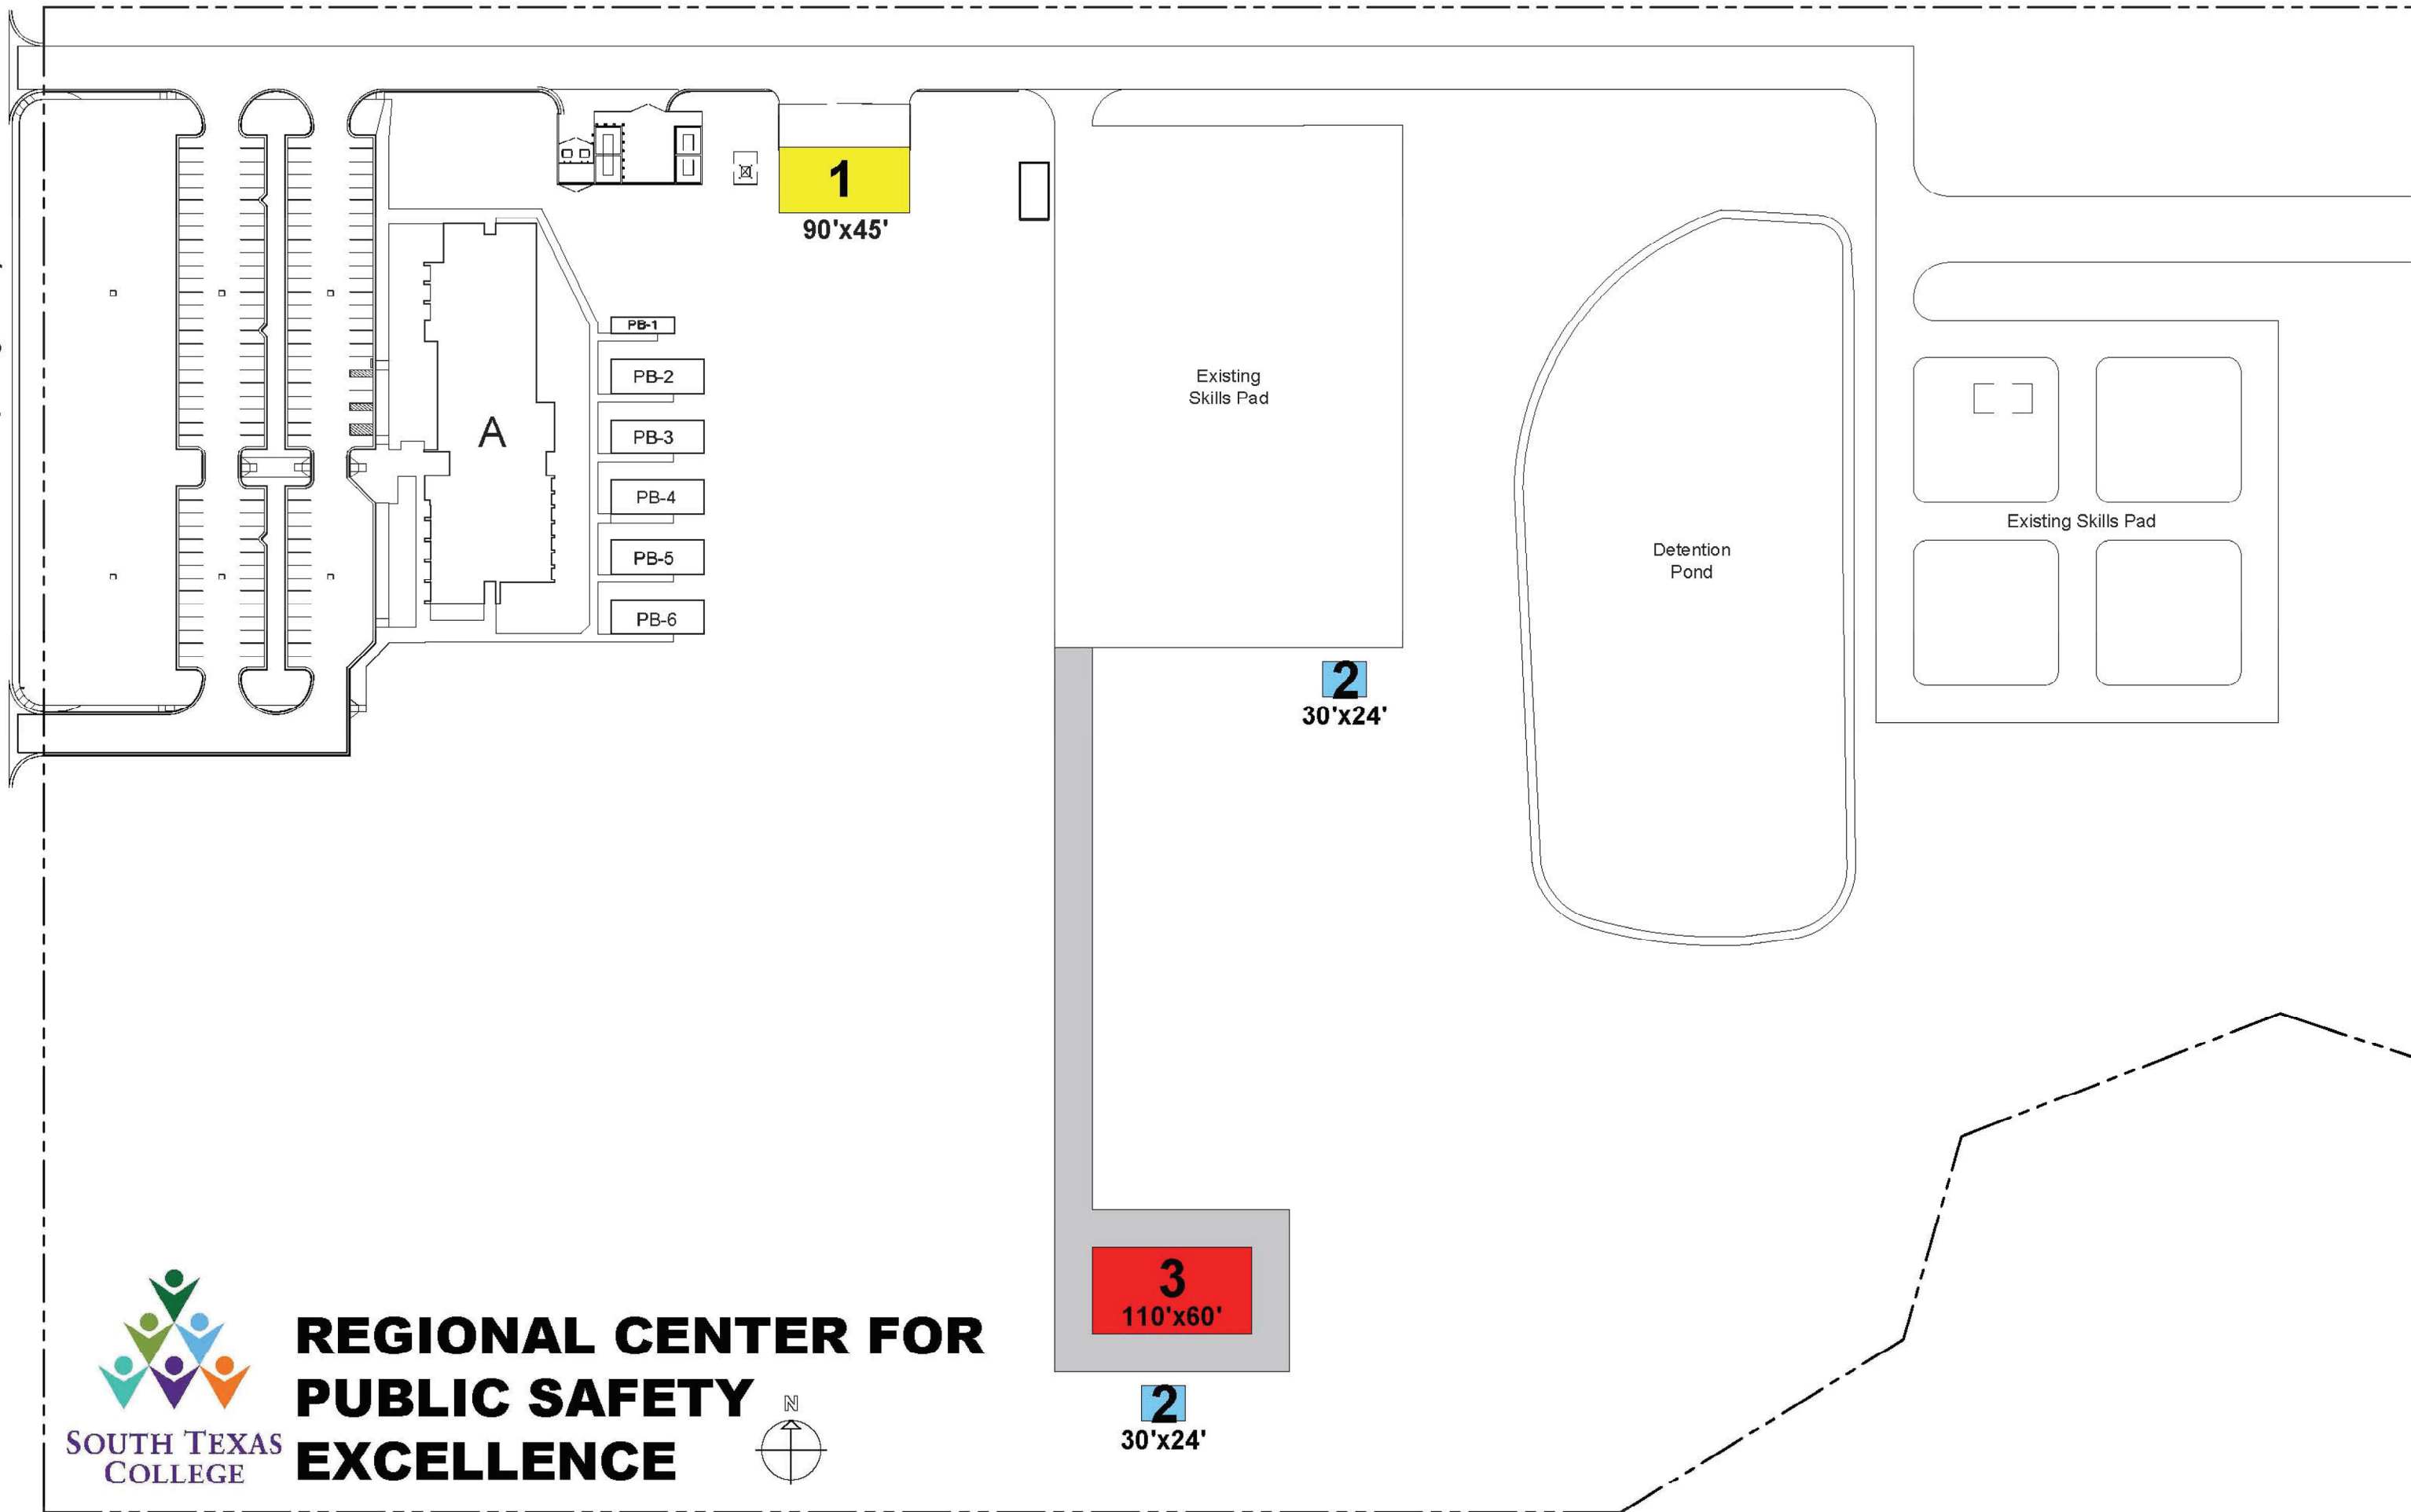 1
90'x45'
PB-1
PB-2
PB-3
PB-4
PB-5
PB-6
A
Existing
Skills Pad
2
30'x24'
Detention
Pond
Existing Skills Pad
3
110'x60'
2
30'x24'
REGIONAL CENTER FOR
PUBLIC SAFETY
EXCELLENCE
N
SOUTH TEXAS
COLLEGE